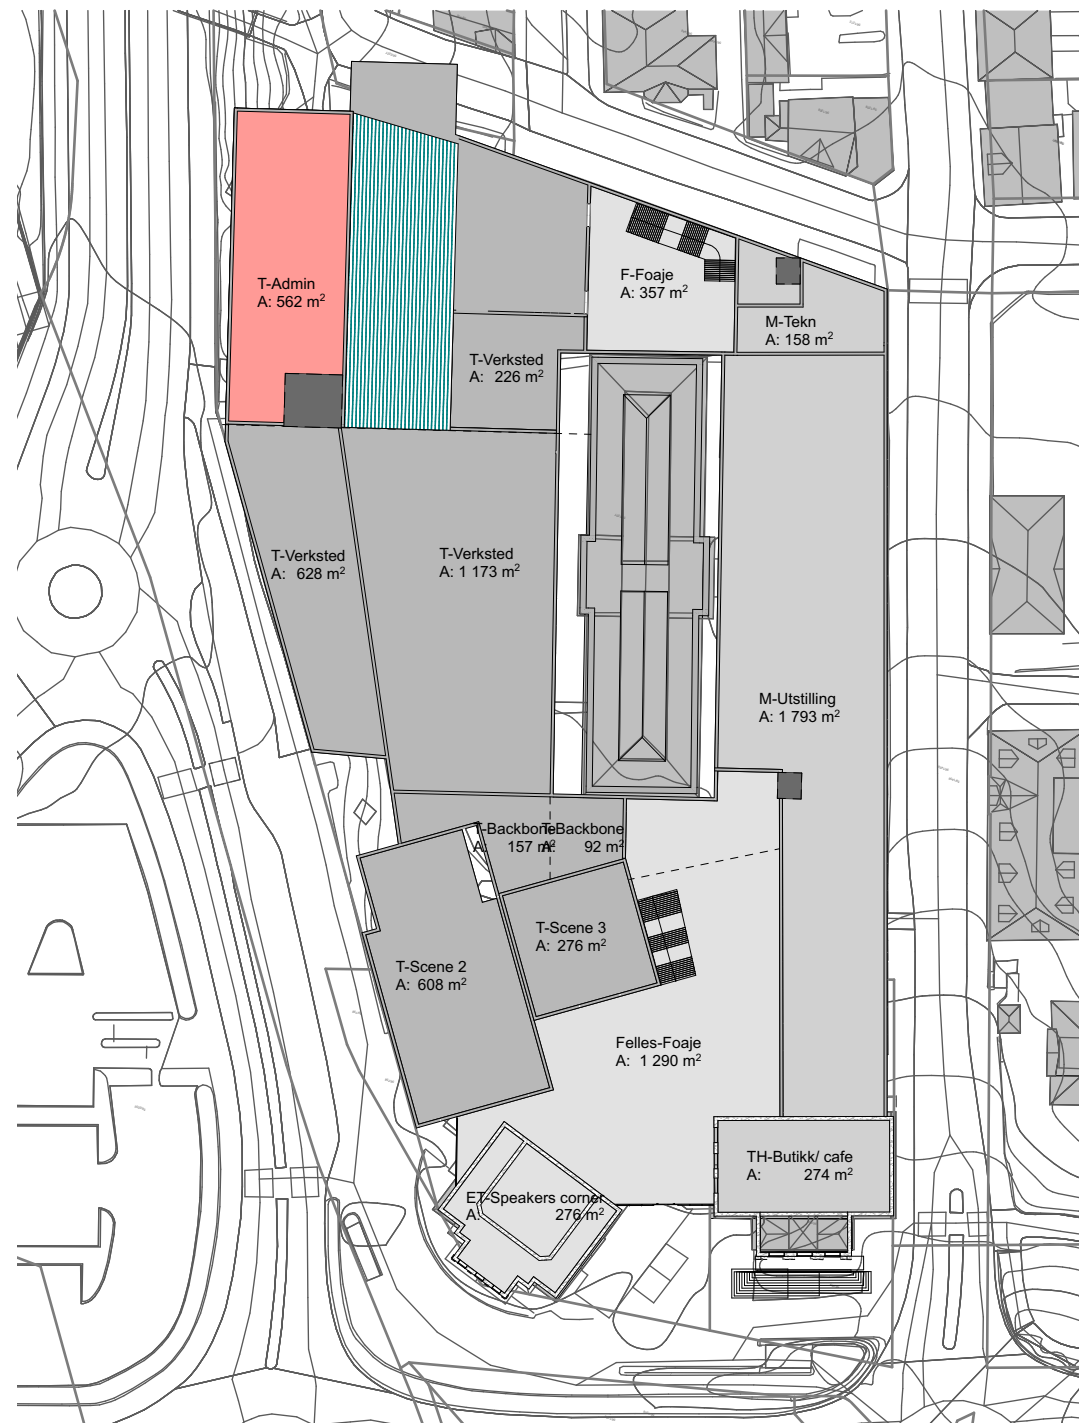 T-Admin
A: 562 m²
F-Foaje
A: 357 m²
M-Tekn
A: 158 m²
T-Verksted
A: 226 m²
T-Verksted
A: 628 m²
T-Verksted
A: 1 173 m²
M-Utstilling
A: 1 793 m²
T-Backbone
A: 157 m²
T-Backbone
A: 92 m²
T-Scene 3
A: 276 m²
T-Scene 2
A: 608 m²
Felles-Foaje
A: 1 290 m²
TH-Butikk/ cafe
A: 274 m²
ET-Speakers corner
A: 276 m²